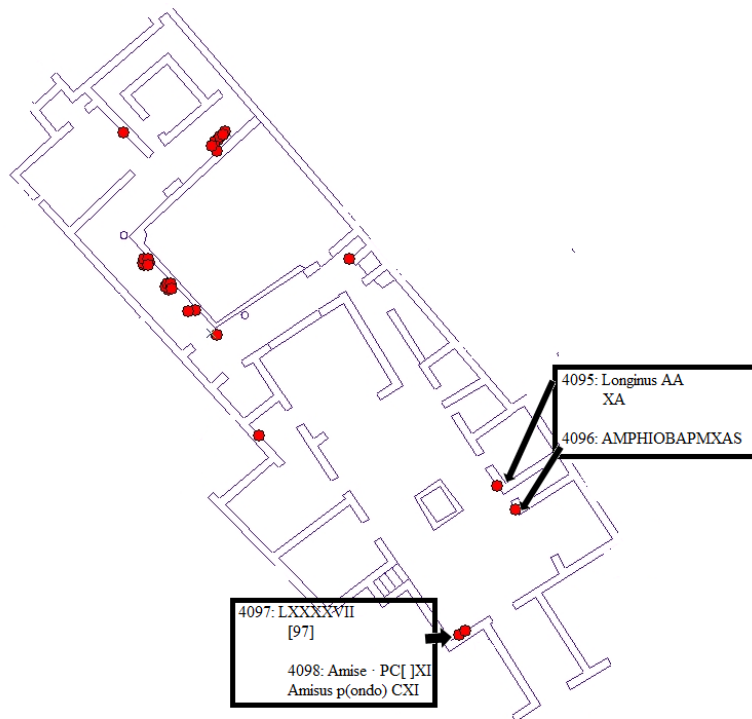 4095: Longinus AA
XA
4096: AMPHIOBAPMXAS
4097: LXXXXVII
[97]
4098: Amise · PC[ ]XI
Amisus p(ondo) CXI